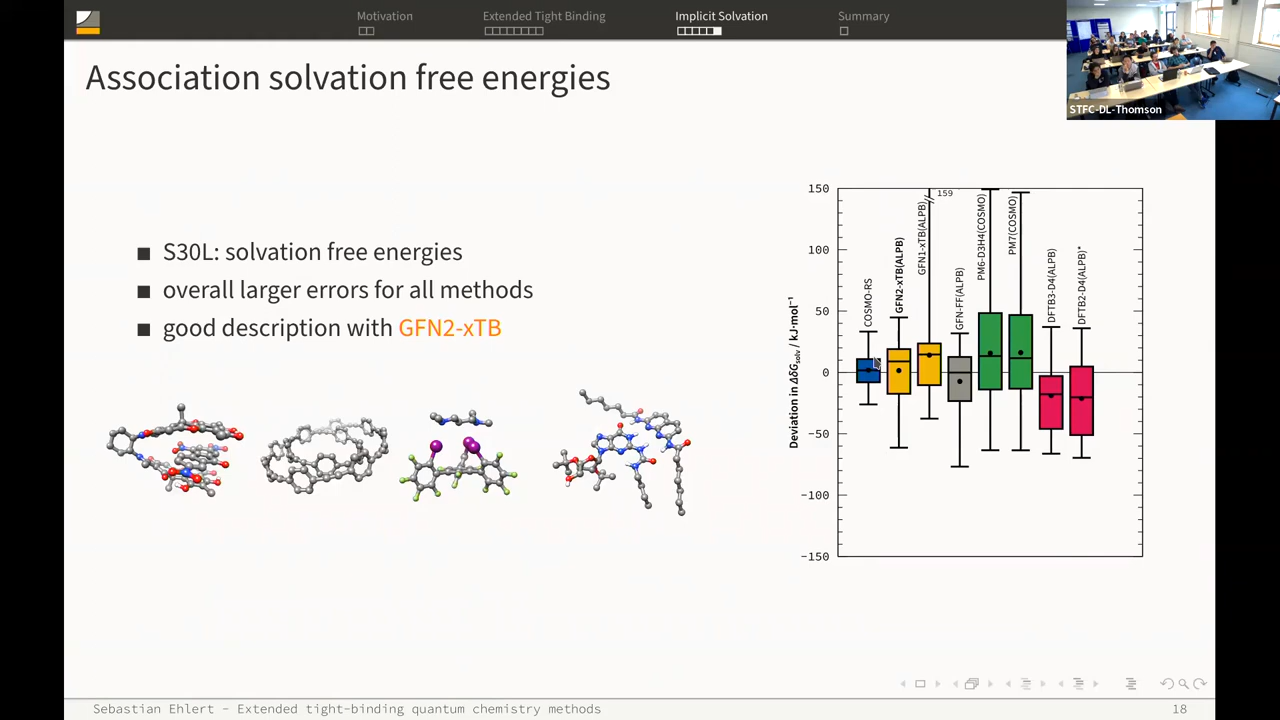 Motivation
Extended Tight Binding
Implicit Solvation
Summary
STFC-DL-Thomson
Association solvation free energies
S30L: solvation free energies
overall larger errors for all methods
good description with GFN2-xTB
Deviation in ΔδG_solv / kJ·mol⁻¹
150
100
50
0
−50
−100
−150
159
COSMO-RS
GFN2-xTB(ALPB)
GFN1-xTB(ALPB)
GFN-FF(ALPB)
PM6-D3H4(COSMO)
PM7(COSMO)
DFTB3-D4(ALPB)
DFTB2-D4(ALPB)*
Sebastian Ehlert – Extended tight-binding quantum chemistry methods
18